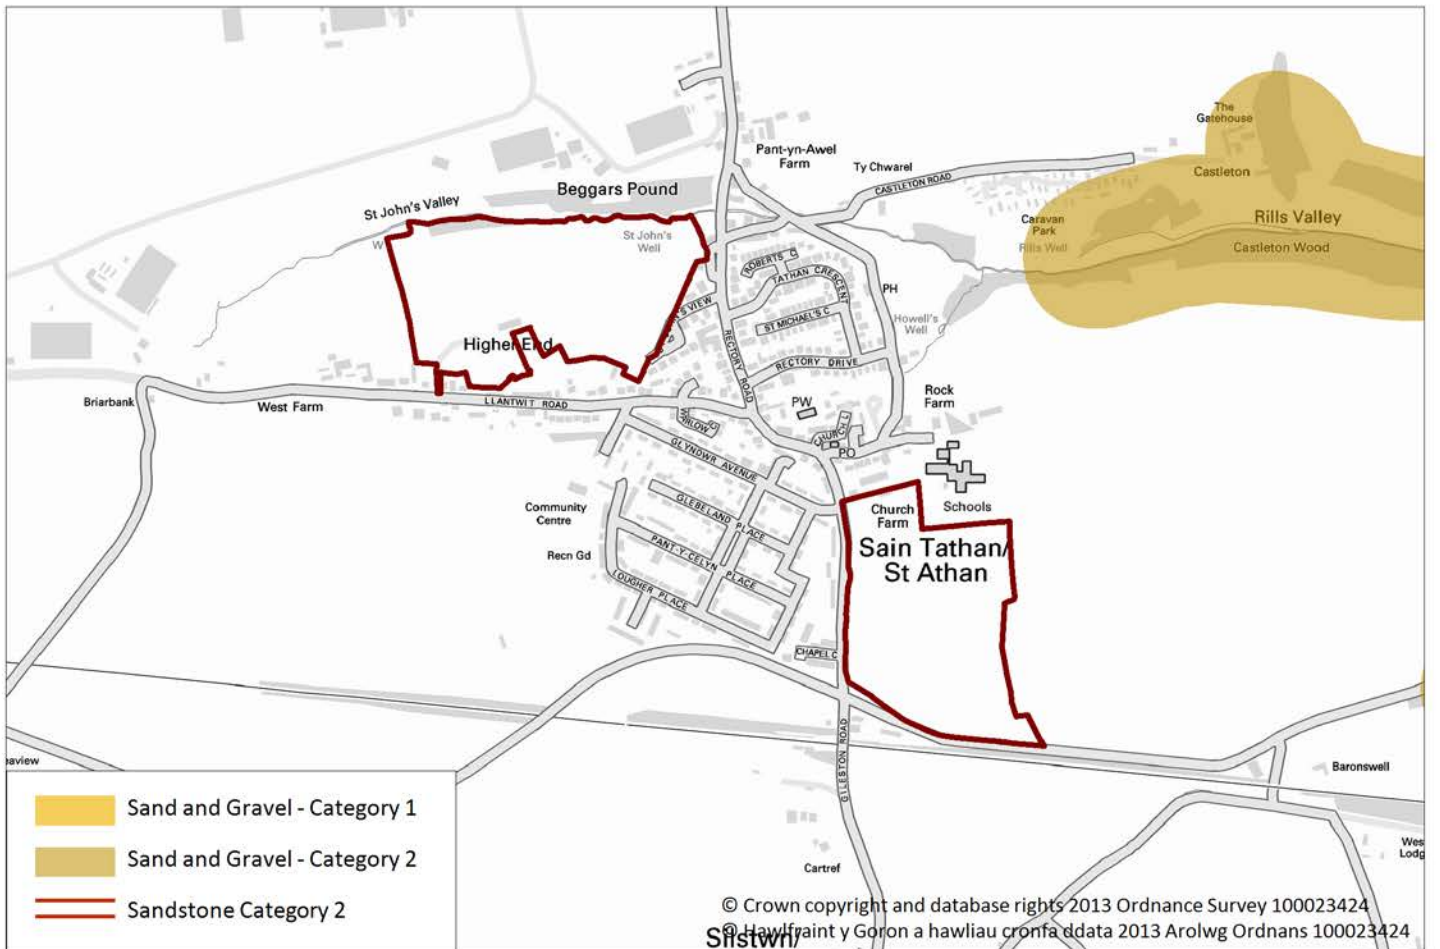 The
Gatehouse
Pant-yn-Awel
Farm
Ty Chwarel
CASTLETON ROAD
Castleton
Beggars Pound
St John's Valley
Caravan
Park
Rills Valley
St John's
Well
Rills Well
Castleton Wood
ROBERTS C
TATHAN CRESCENT
PH
ST MICHAEL'S C
Howell's
Well
Higher End
RECTORY ROAD
RECTORY DRIVE
Rock
Farm
Briarbank
West Farm
LLANTWIT ROAD
PW
CHURCH L
PO
GLYNDWR AVENUE
Community
Centre
GLEBELAND PLACE
Church
Farm
Schools
Recn Gd
PANT-Y-CELYN PLACE
Sain Tathan/
St Athan
LOUGHER PLACE
CHAPEL C
GILESTON ROAD
Baronswell
Cartref
Sand and Gravel - Category 1
Sand and Gravel - Category 2
Sandstone Category 2
© Crown copyright and database rights 2013 Ordnance Survey 100023424
© Hawlfraint y Goron a hawliau cronfa ddata 2013 Arolwg Ordnans 100023424